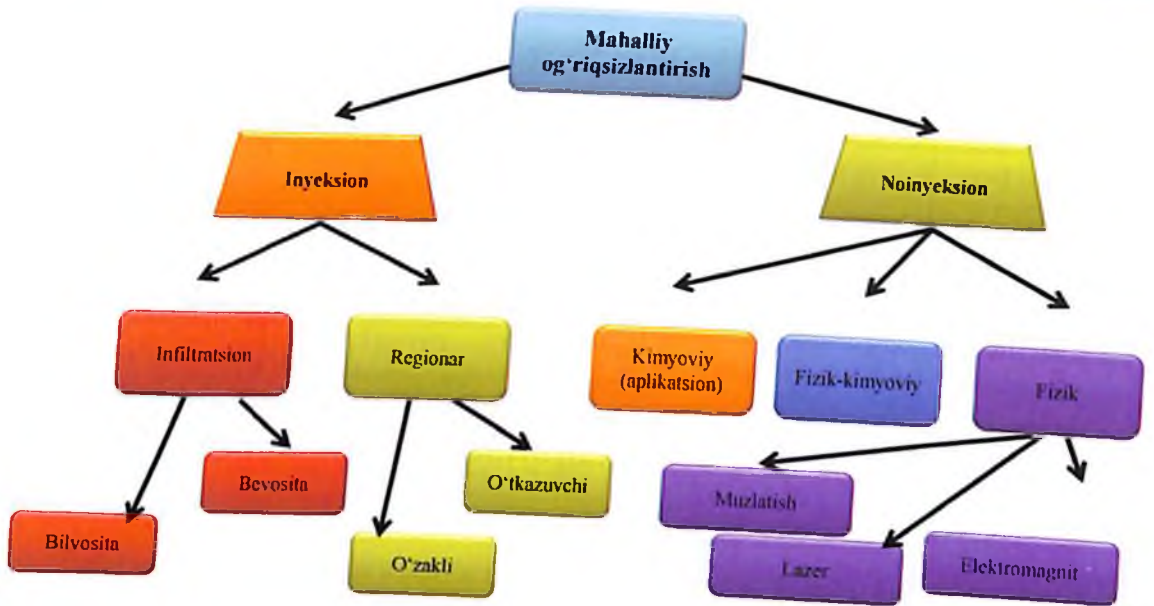 Mahalliy
og‘riqsizlantirish
Inyeksion
Noinyeksion
Infiltratsion
Regionar
Kimyoviy
(aplikatsion)
Fizik-kimyoviy
Fizik
Bevosita
O‘tkazuvchi
Muzlatish
Bilvosita
O‘zakli
Lazer
Elektromagnit